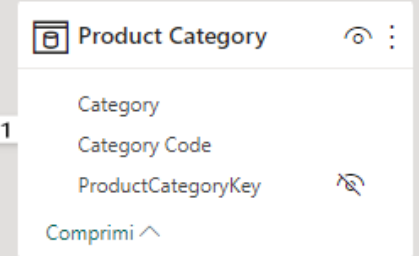 Product Category
Category
1
Category Code
ProductCategoryKey
Comprimi